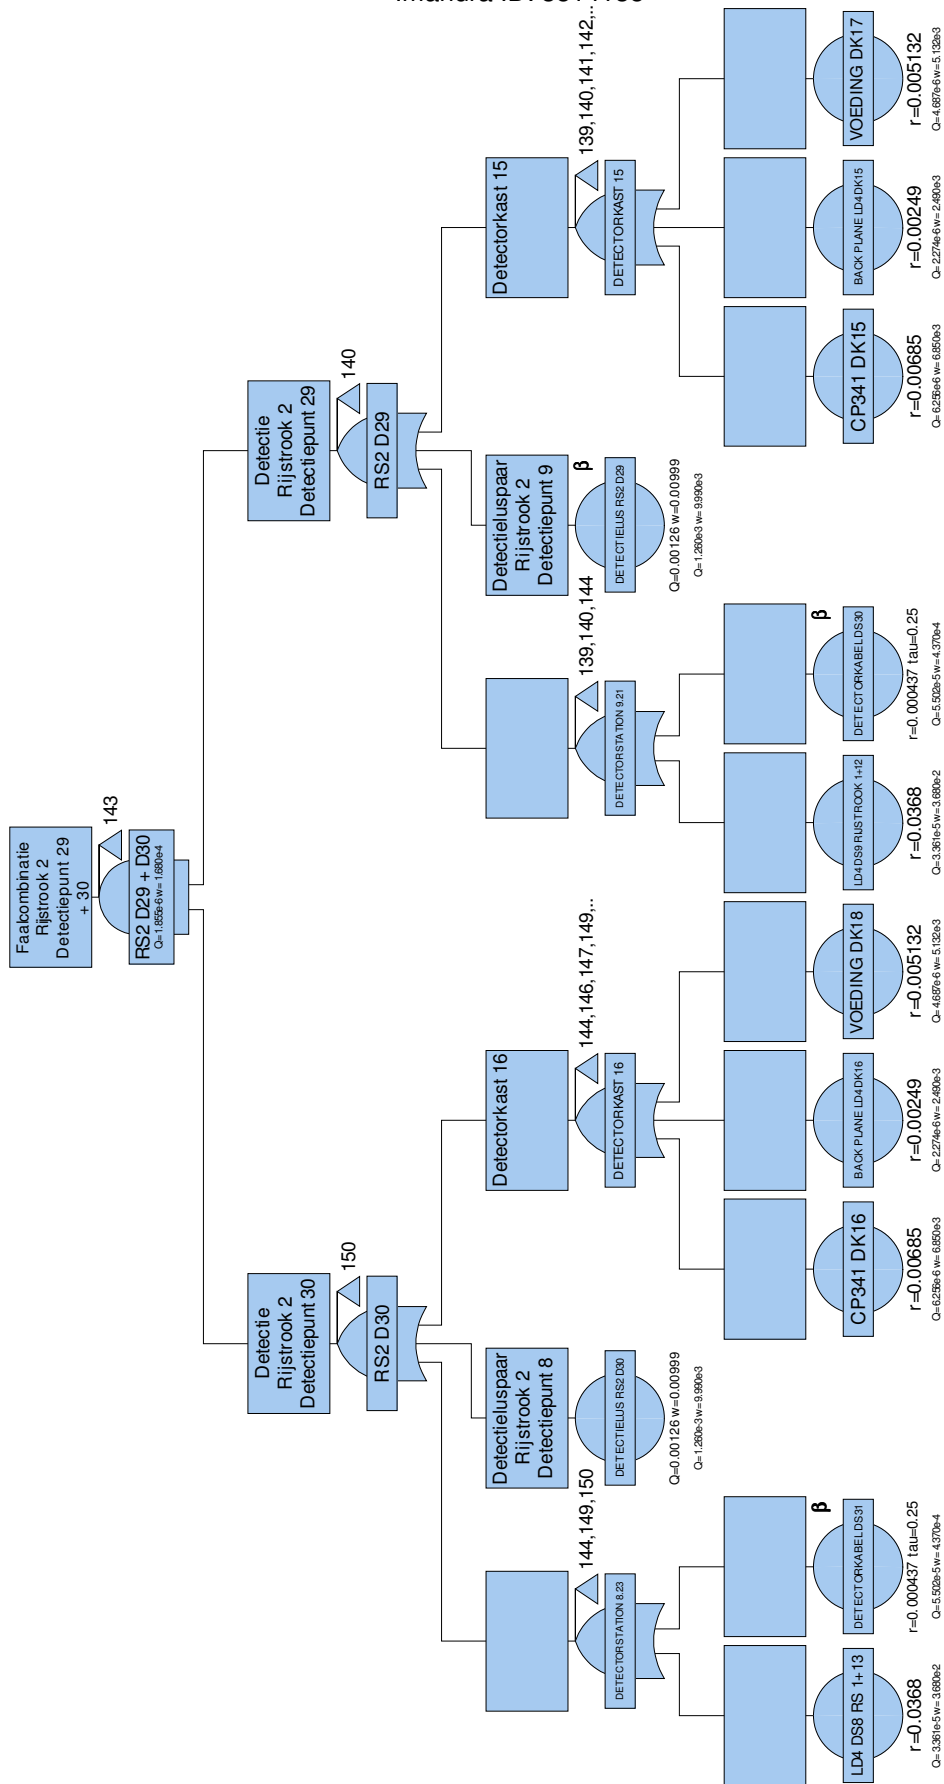 Faalcombinatie
Rijstrook 2
Detectiepunt 29
+ 30
143
RS2 D29 + D30
Q=1.855e-6 w=1.680e-4
Detectie
Rijstrook 2
Detectiepunt 30
150
RS2 D30
Detectie
Rijstrook 2
Detectiepunt 29
140
RS2 D29
144,149,150
DETECTORSTATION 8.23
Detectieluspaar
Rijstrook 2
Detectiepunt 8
DETECTIELUS RS2 D30
Q=0.00126 w=0.00999
Q=1.260e-3 w=9.990e-3
Detectorkast 16
144,146,147,149,..
DETECTORKAST 16
139,140,144
DETECTORSTATION 9.21
Detectieluspaar
Rijstrook 2
Detectiepunt 9
β
DETECTIELUS RS2 D29
Q=0.00126 w=0.00999
Q=1.260e-3 w=9.990e-3
Detectorkast 15
139,140,141,142,..
DETECTORKAST 15
LD4 DS8 RS 1+13
r=0.0368
Q=3.361e-5 w=3.680e-2
β
DETECTORKABEL DS31
r=0.000437 tau=0.25
Q=5.502e-5 w=4.370e-4
CP341 DK16
r=0.00685
Q=6.256e-6 w=6.850e-3
BACK PLANE LD4 DK16
r=0.00249
Q=2.274e-6 w=2.490e-3
VOEDING DK18
r=0.005132
Q=4.687e-6 w=5.132e-3
LD4 DS9 RIJSTROOK 1+12
r=0.0368
Q=3.361e-5 w=3.680e-2
β
DETECTORKABEL DS30
r=0.000437 tau=0.25
Q=5.502e-5 w=4.370e-4
CP341 DK15
r=0.00685
Q=6.256e-6 w=6.850e-3
BACK PLANE LD4 DK15
r=0.00249
Q=2.274e-6 w=2.490e-3
VOEDING DK17
r=0.005132
Q=4.687e-6 w=5.132e-3